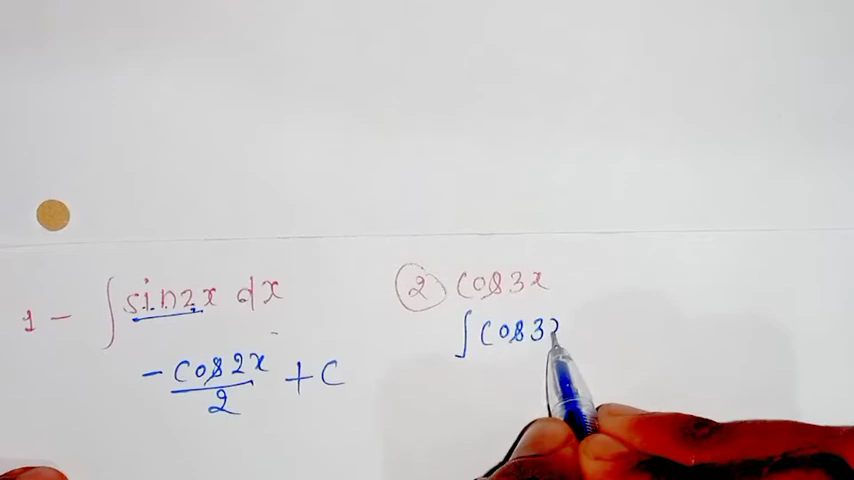 1 - ∫ sin2x dx
- cos2x/2 + C
2 cos3x
∫ cos3